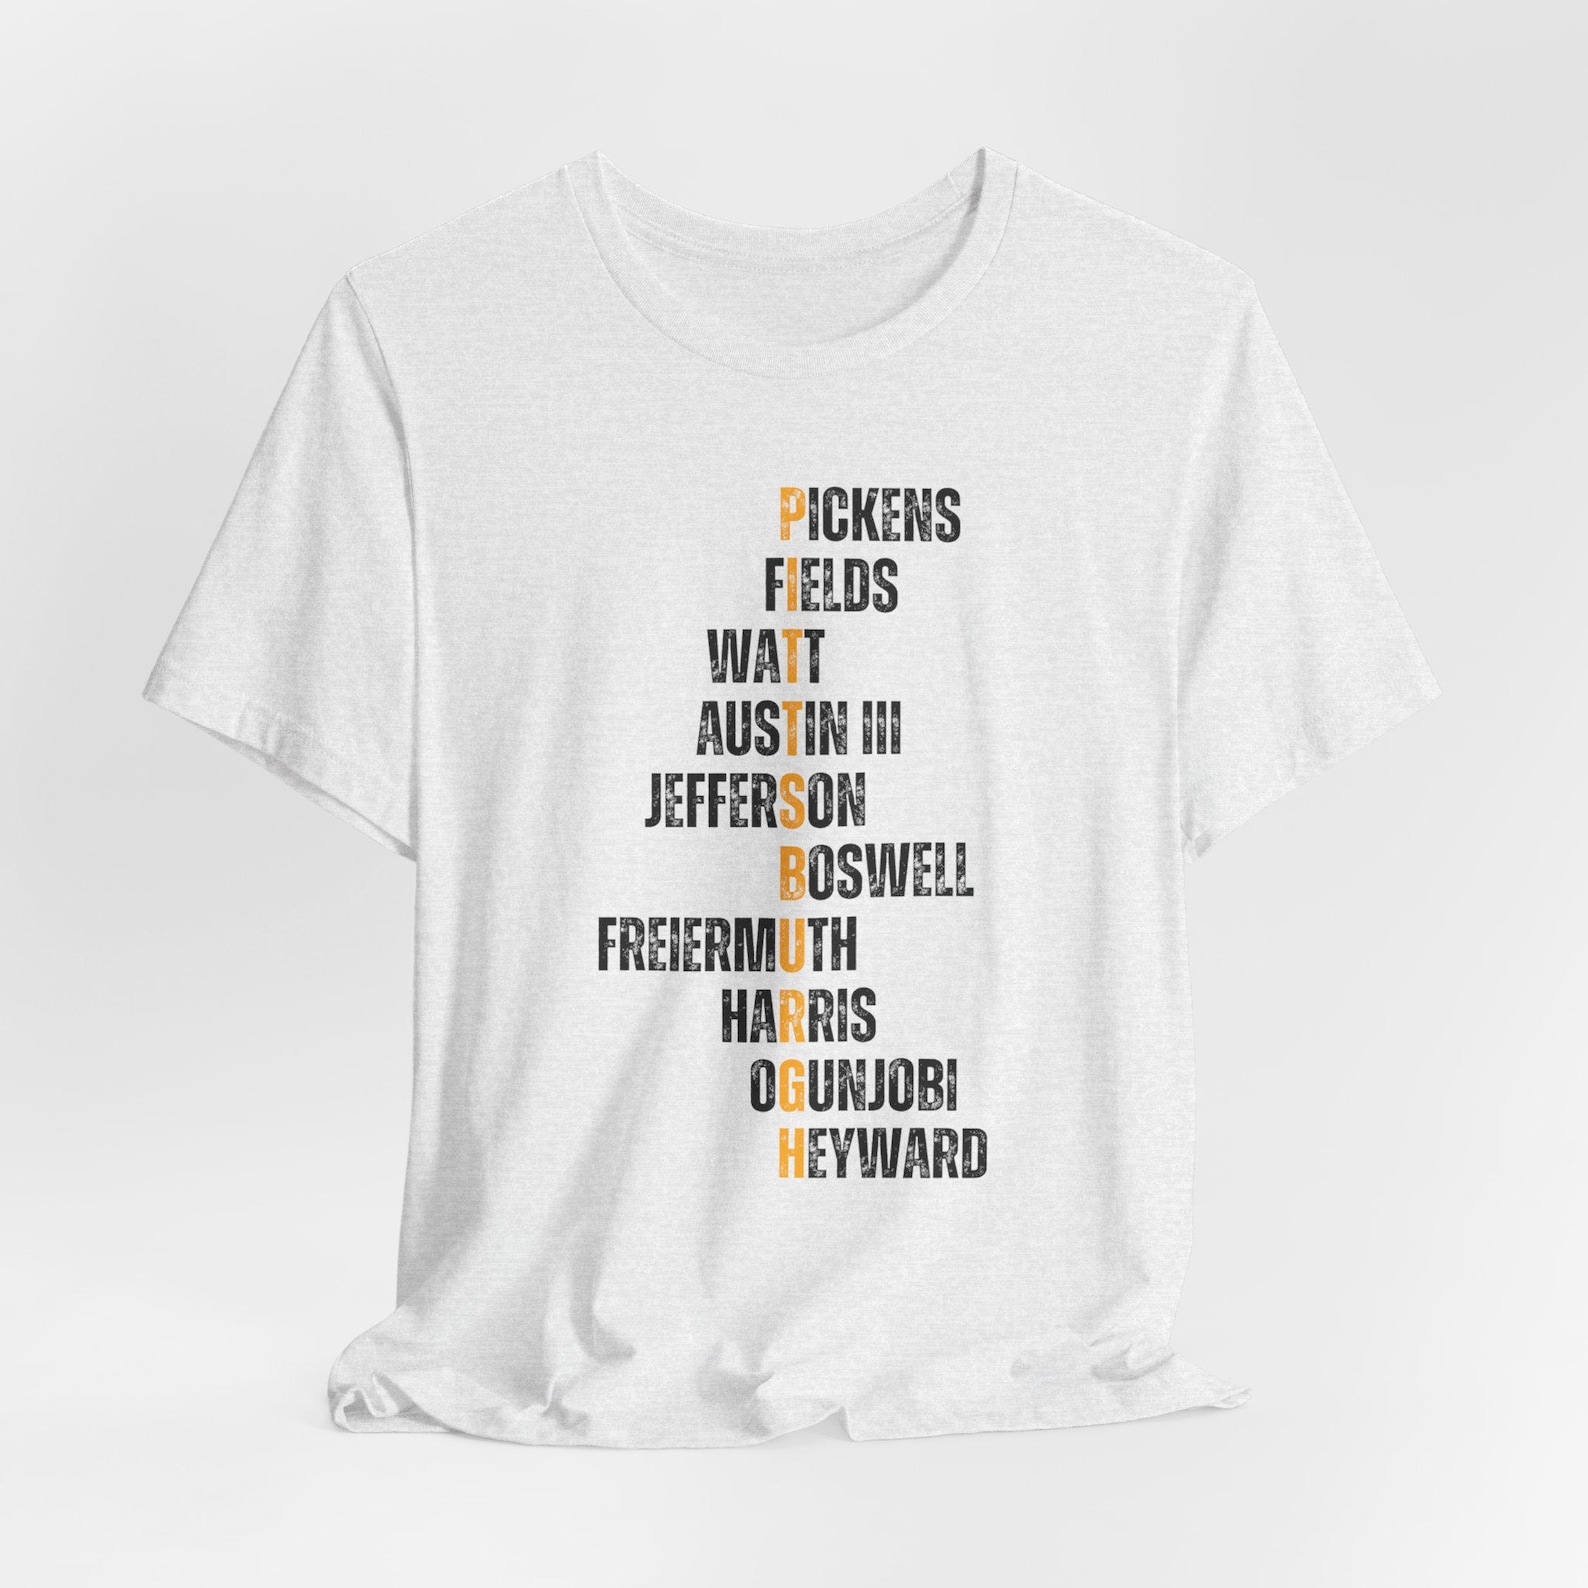 PICKENS
FIELDS
WATT
AUSTIN III
JEFFERSON
BOSWELL
FREIERMUTH
HARRIS
OGUNJOBI
HEYWARD